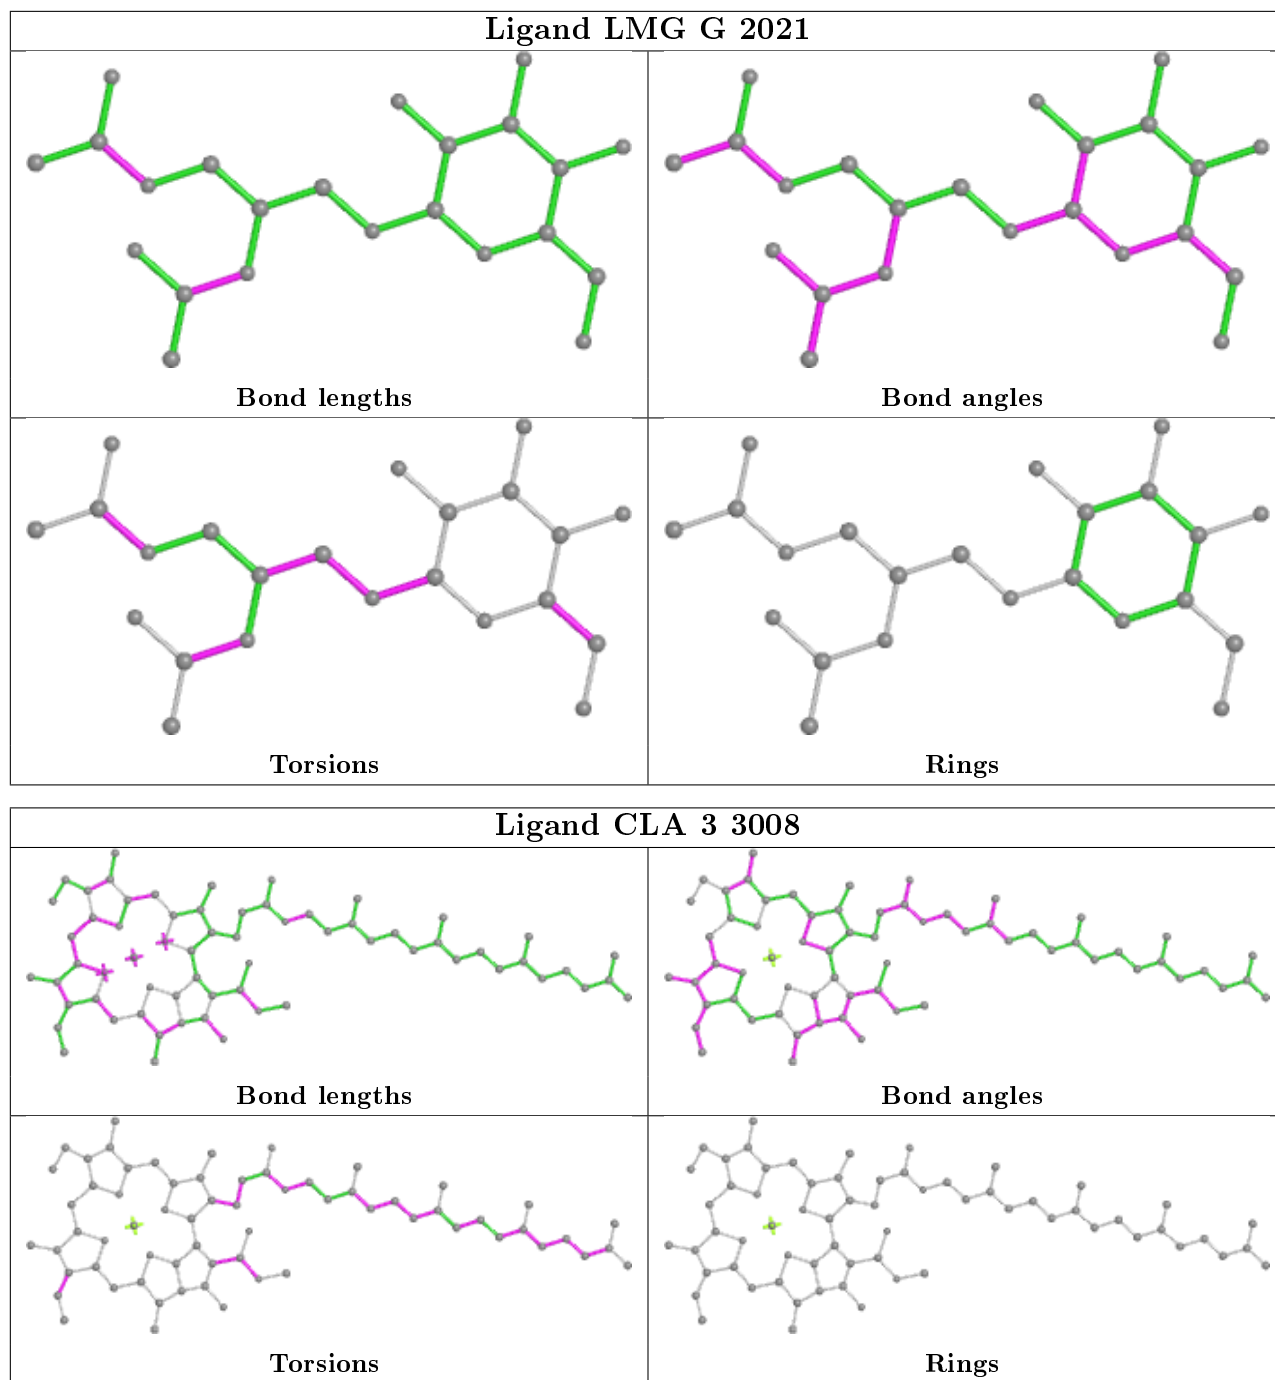 Ligand LMG G 2021
Bond lengths
Bond angles
Torsions
Rings
Ligand CLA 3 3008
Bond lengths
Bond angles
Torsions
Rings